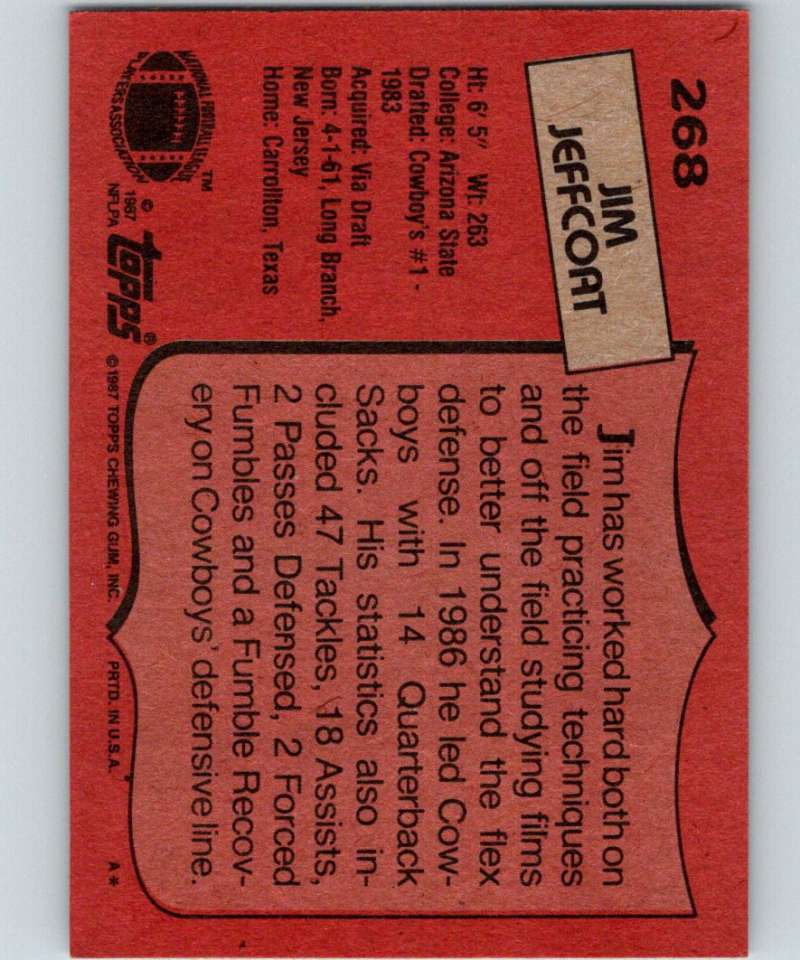 268
JIM
JEFFCOAT
Ht: 6' 5" Wt: 263
College: Arizona State
Drafted: Cowboy's #1 -
1983
Acquired: Via Draft
Born: 4-1-61, Long Branch,
New Jersey
Home: Carrollton, Texas
NATIONAL FOOTBALL LEAGUE
PLAYERS ASSOCIATION
TM
© 1987
NFLPA
TOPPS®
Jim has worked hard both on
the field practicing techniques
and off the field studying films
to better understand the flex
defense. In 1986 he led Cow-
boys with 14 Quarterback
Sacks. His statistics also in-
cluded 47 Tackles, 18 Assists,
2 Passes Defensed, 2 Forced
Fumbles and a Fumble Recov-
ery on Cowboys' defensive line.
© 1987 TOPPS CHEWING GUM, INC. PRTD. IN U.S.A. A*